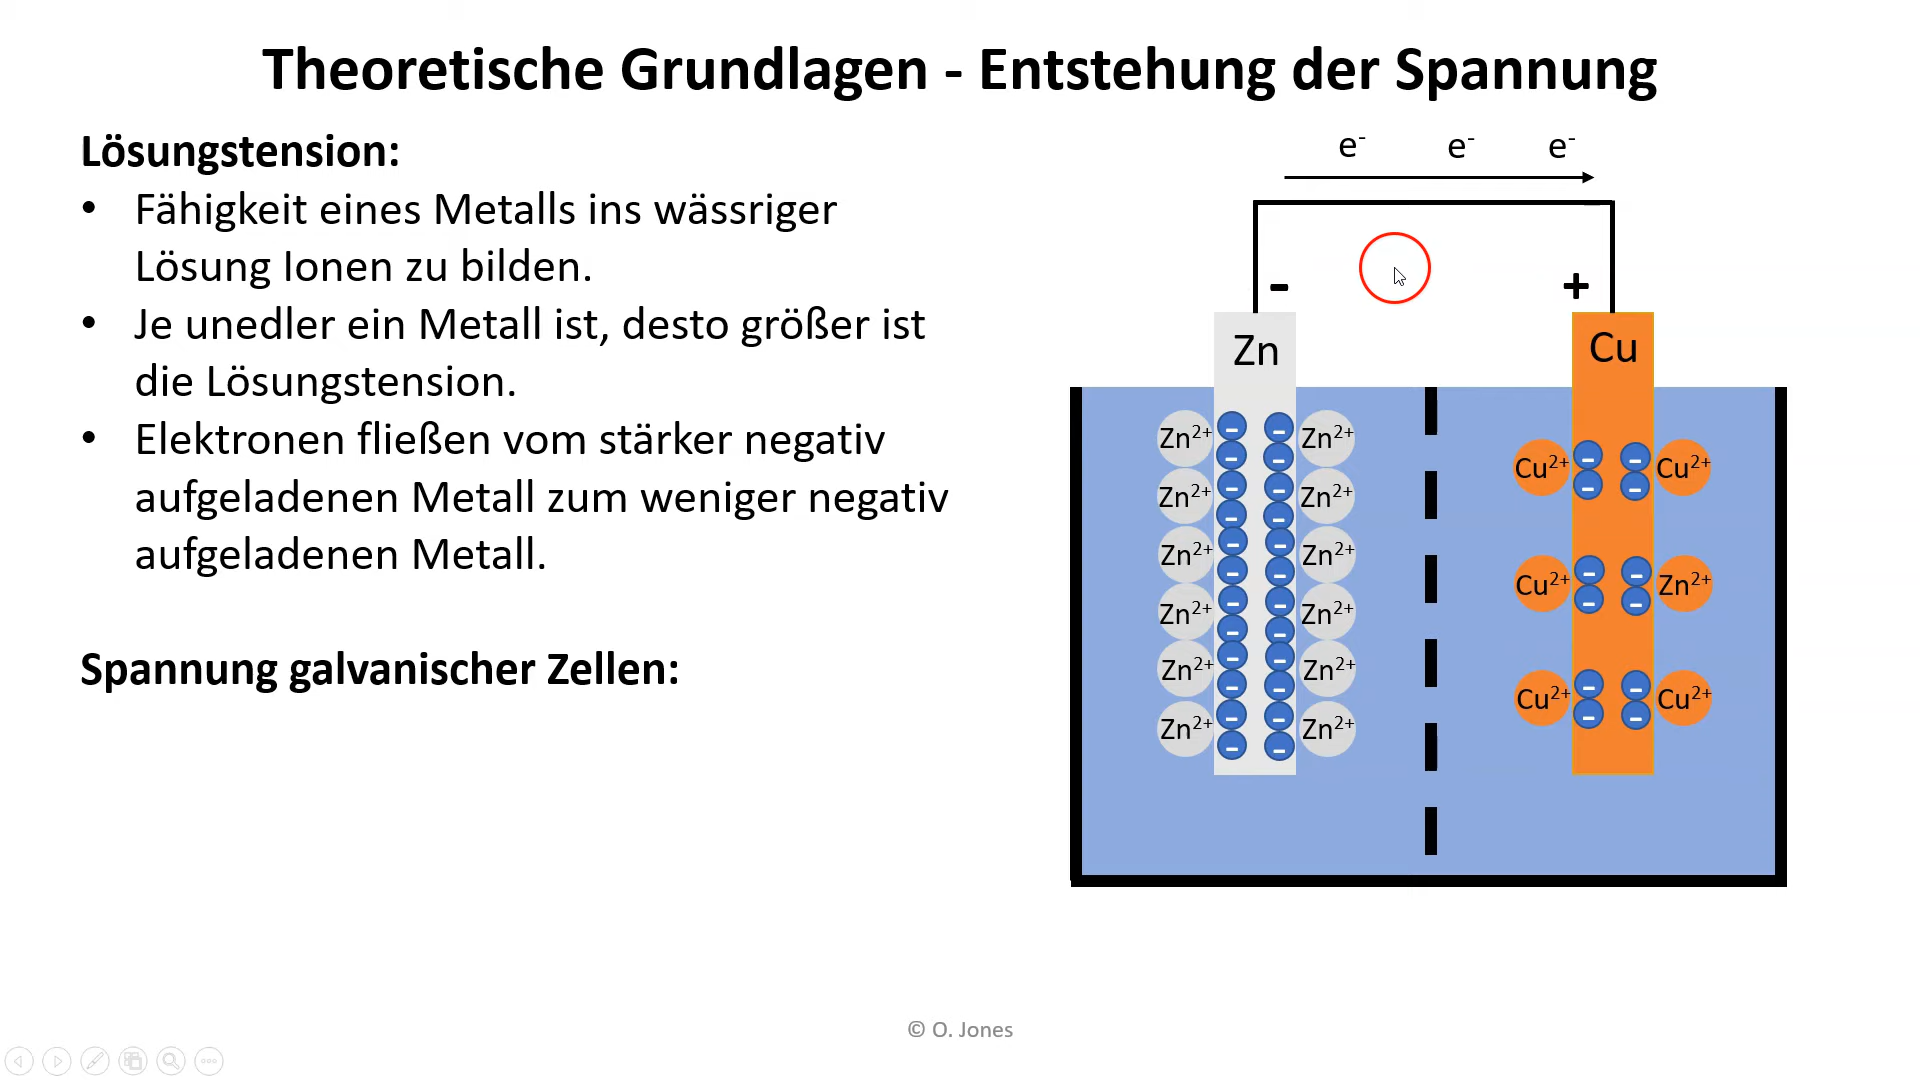 Theoretische Grundlagen - Entstehung der Spannung
Lösungstension:
• Fähigkeit eines Metalls ins wässriger
Lösung Ionen zu bilden.
• Je unedler ein Metall ist, desto größer ist
die Lösungstension.
• Elektronen fließen vom stärker negativ
aufgeladenen Metall zum weniger negativ
aufgeladenen Metall.
Spannung galvanischer Zellen:
e⁻ e⁻ e⁻
- +
Zn Cu
Zn²⁺ - - Zn²⁺
- -
Cu²⁺ - - Cu²⁺
- -
Zn²⁺ - - Zn²⁺
- -
Zn²⁺ - - Zn²⁺
- -
Cu²⁺ - - Zn²⁺
- -
Zn²⁺ - - Zn²⁺
- -
Zn²⁺ - - Zn²⁺
- -
Cu²⁺ - - Cu²⁺
- -
Zn²⁺ - - Zn²⁺
- -
© O. Jones